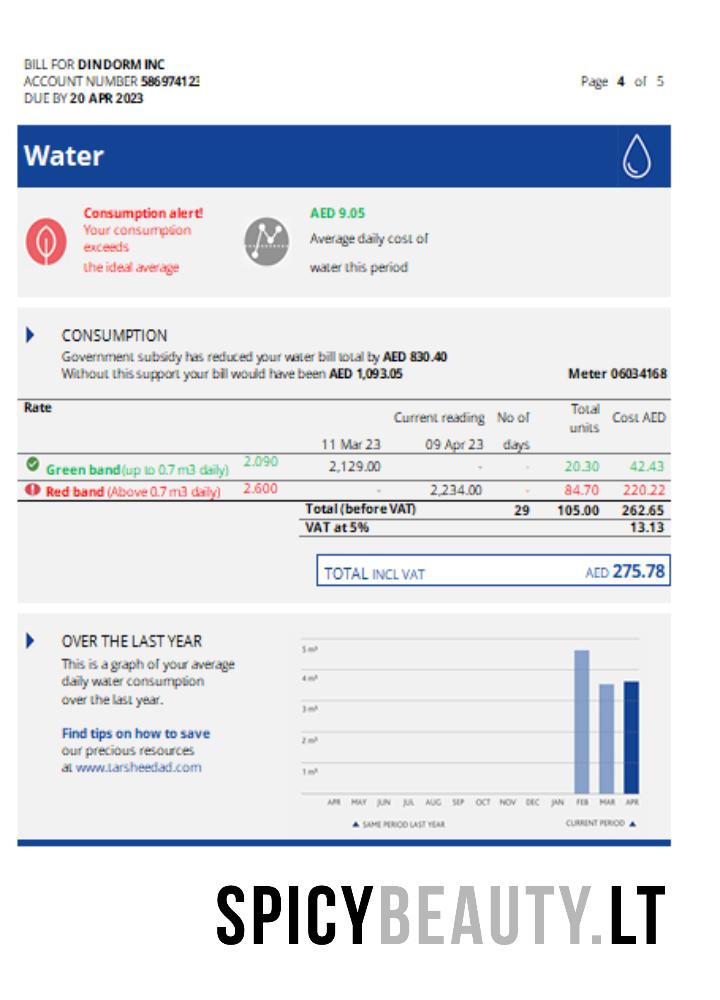 BILL FOR DINDORM INC
ACCOUNT NUMBER 586974123
DUE BY 20 APR 2023
Page 4 of 5
Water
Consumption alert!
Your consumption
exceeds
the ideal average
AED 9.05
Average daily cost of
water this period
CONSUMPTION
Government subsidy has reduced your water bill total by AED 830.40
Without this support your bill would have been AED 1,093.05
Meter 06034168
Rate
Current reading No of Total units Cost AED
11 Mar 23 09 Apr 23 days
Green band (up to 0.7 m3 daily) 2.090 2,129.00 - - 20.30 42.43
Red band (Above 0.7 m3 daily) 2.600 - 2,234.00 - 84.70 220.22
Total (before VAT) 29 105.00 262.65
VAT at 5% 13.13
TOTAL INCL VAT AED 275.78
OVER THE LAST YEAR
This is a graph of your average
daily water consumption
over the last year.
Find tips on how to save
our precious resources
at www.tarsheedad.com
5 m³
4 m³
3 m³
2 m³
1 m³
APR MAY JUN JUL AUG SEP OCT NOV DEC JAN FEB MAR APR
▲ SAME PERIOD LAST YEAR CURRENT PERIOD ▲
SPICYBEAUTY.LT